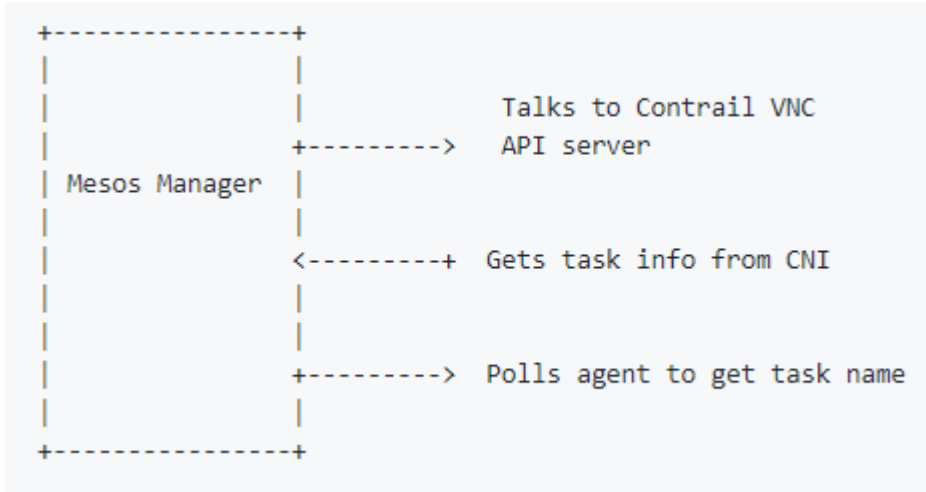 Talks to Contrail VNC
API server
Mesos Manager
Gets task info from CNI
Polls agent to get task name